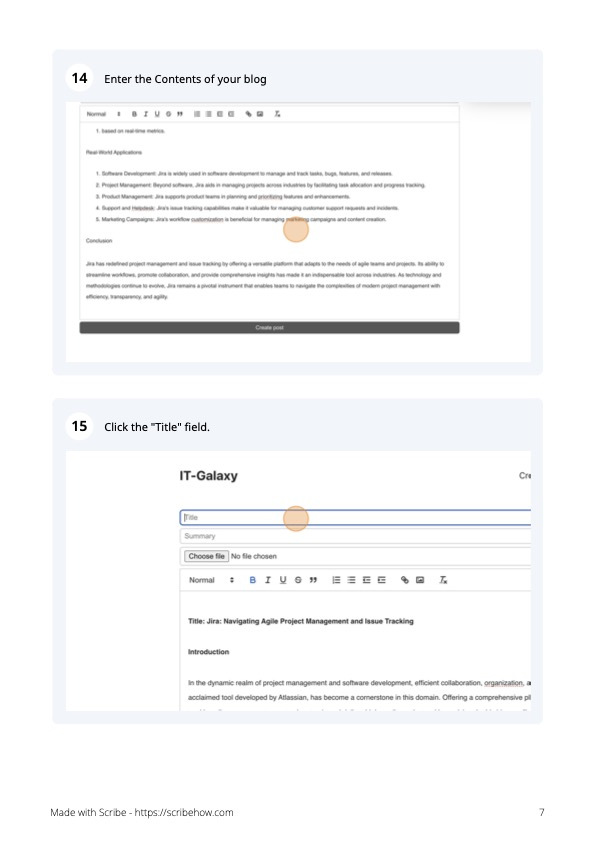 14 Enter the Contents of your blog
Normal
1. based on real-time metrics.
Real-World Applications
1. Software Development: Jira is widely used in software development to manage and track tasks, bugs, features, and releases.
2. Project Management: Beyond software, Jira aids in managing projects across industries by facilitating task allocation and progress tracking.
3. Product Management: Jira supports product teams in planning and prioritizing features and enhancements.
4. Support and Helpdesk: Jira's issue tracking capabilities make it valuable for managing customer support requests and incidents.
5. Marketing Campaigns: Jira's workflow customization is beneficial for managing marketing campaigns and content creation.
Conclusion
Jira has redefined project management and issue tracking by offering a versatile platform that adapts to the needs of agile teams and projects. Its ability to
streamline workflows, promote collaboration, and provide comprehensive insights has made it an indispensable tool across industries. As technology and
methodologies continue to evolve, Jira remains a pivotal instrument that enables teams to navigate the complexities of modern project management with
efficiency, transparency, and agility.
Create post
15 Click the "Title" field.
IT-Galaxy Cre
Title
Summary
Choose file No file chosen
Normal
Title: Jira: Navigating Agile Project Management and Issue Tracking
Introduction
In the dynamic realm of project management and software development, efficient collaboration, organization, a
acclaimed tool developed by Atlassian, has become a cornerstone in this domain. Offering a comprehensive pl
Made with Scribe - https://scribehow.com 7